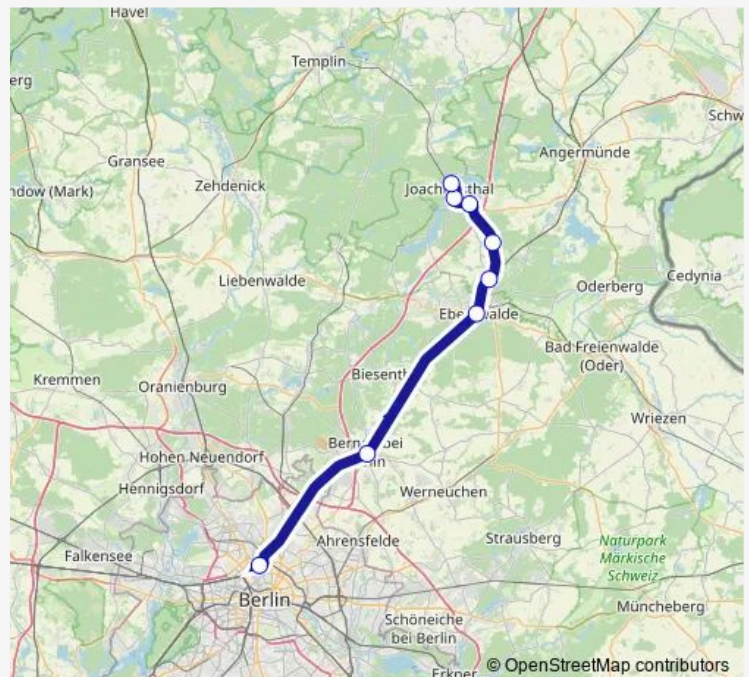 Havel
Templin
erg
Schw
Gransee
Angermünde
ndow (Mark)
Zehdenick
Liebenwalde
Oderberg
Cedynia
Bad Freienwalde
(Oder)
Kremmen
Oranienburg
Wriezen
Hohen Neuendorf
Hennigsdorf
Werneuchen
Ahrensfelde
Strausberg
Naturpark
Märkische
Schweiz
Falkensee
Berlin
Müncheberg
Schöneiche
bei Berlin
Erkner
© OpenStreetMap contributors